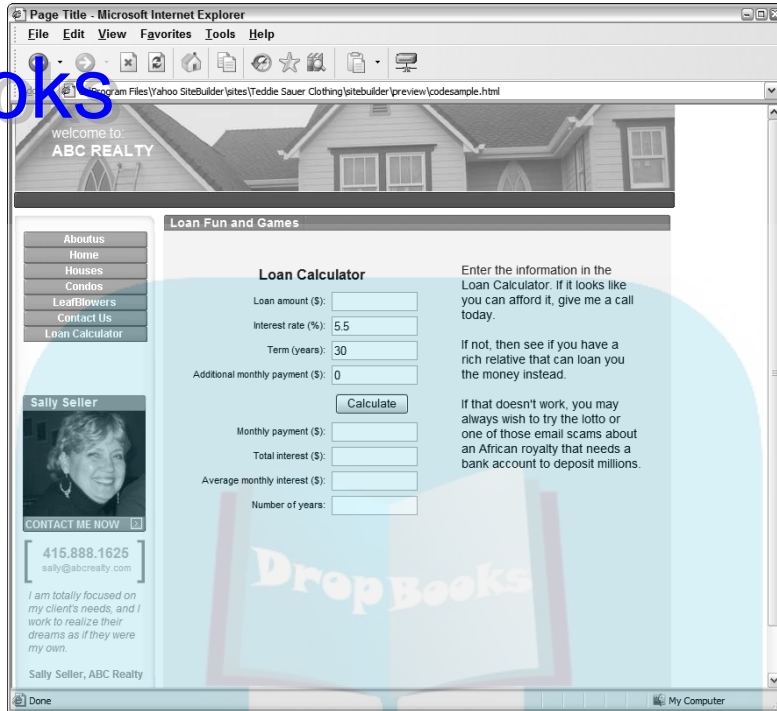 Page Title - Microsoft Internet Explorer
File Edit View Favorites Tools Help
ooks
Program Files\Yahoo SiteBuilder\sites\Teddie Sauer Clothing\sitebuilder\preview\codesample.html
welcome to:
ABC REALTY
Loan Fun and Games
Aboutus
Home
Houses
Condos
LeafBlowers
Contact Us
Loan Calculator
Sally Seller
CONTACT ME NOW
415.888.1625
sally@abcrealty.com
I am totally focused on
my client's needs, and I
work to realize their
dreams as if they were
my own.
Sally Seller, ABC Realty
Loan Calculator
Loan amount ($):
Interest rate (%): 5.5
Term (years): 30
Additional monthly payment ($): 0
Calculate
Monthly payment ($):
Total interest ($):
Average monthly interest ($):
Number of years:
Enter the information in the
Loan Calculator. If it looks like
you can afford it, give me a call
today.
If not, then see if you have a
rich relative that can loan you
the money instead.
If that doesn't work, you may
always wish to try the lotto or
one of those email scams about
an African royalty that needs a
bank account to deposit millions.
DropBooks
Done
My Computer